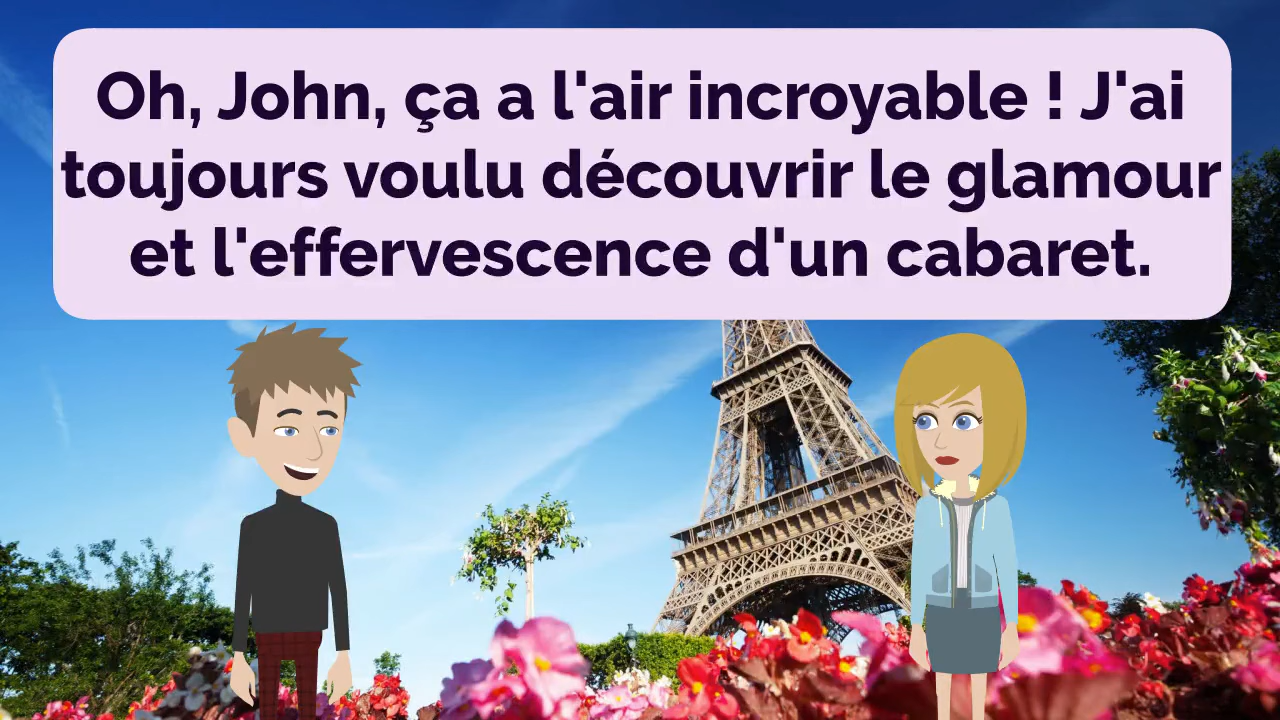 Oh, John, ça a l'air incroyable ! J'ai
toujours voulu découvrir le glamour
et l'effervescence d'un cabaret.